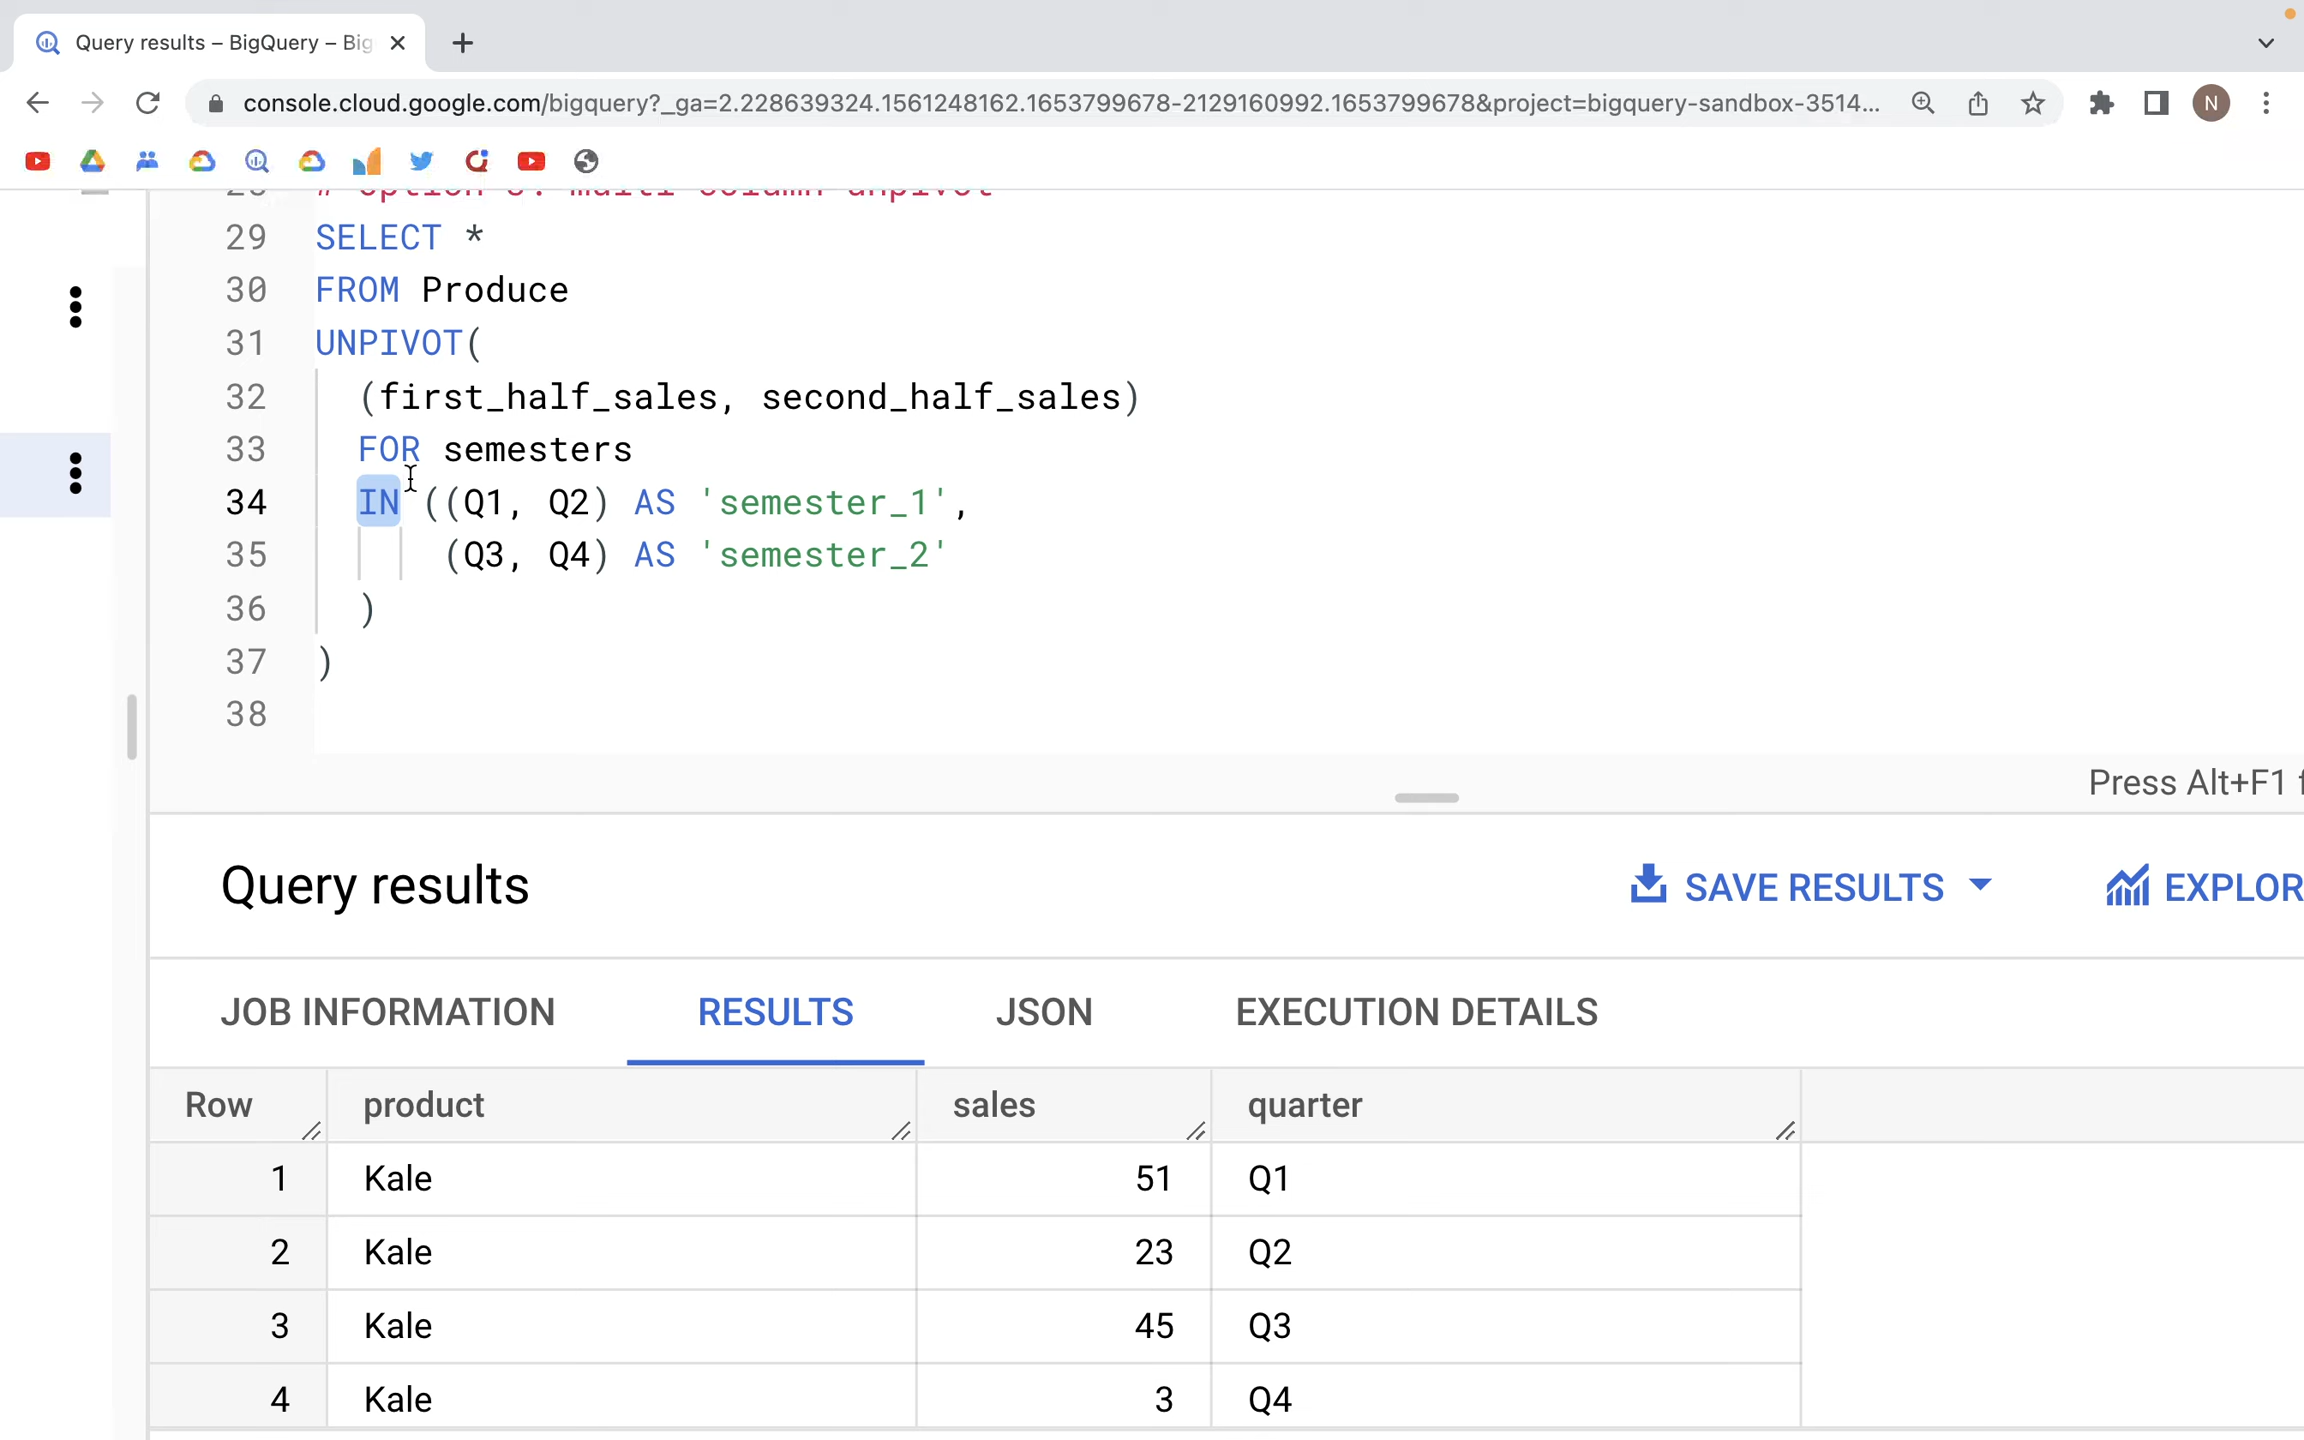 Query results – BigQuery – Big
console.cloud.google.com/bigquery?_ga=2.228639324.1561248162.1653799678-2129160992.1653799678&project=bigquery-sandbox-3514...
N
29 SELECT *
30 FROM Produce
31 UNPIVOT(
32 (first_half_sales, second_half_sales)
33 FOR semesters
34 IN ((Q1, Q2) AS 'semester_1',
35 (Q3, Q4) AS 'semester_2'
36 )
37 )
38
Press Alt+F1 f
Query results
SAVE RESULTS
EXPLOR
JOB INFORMATION RESULTS JSON EXECUTION DETAILS
Row product sales quarter
1 Kale 51 Q1
2 Kale 23 Q2
3 Kale 45 Q3
4 Kale 3 Q4